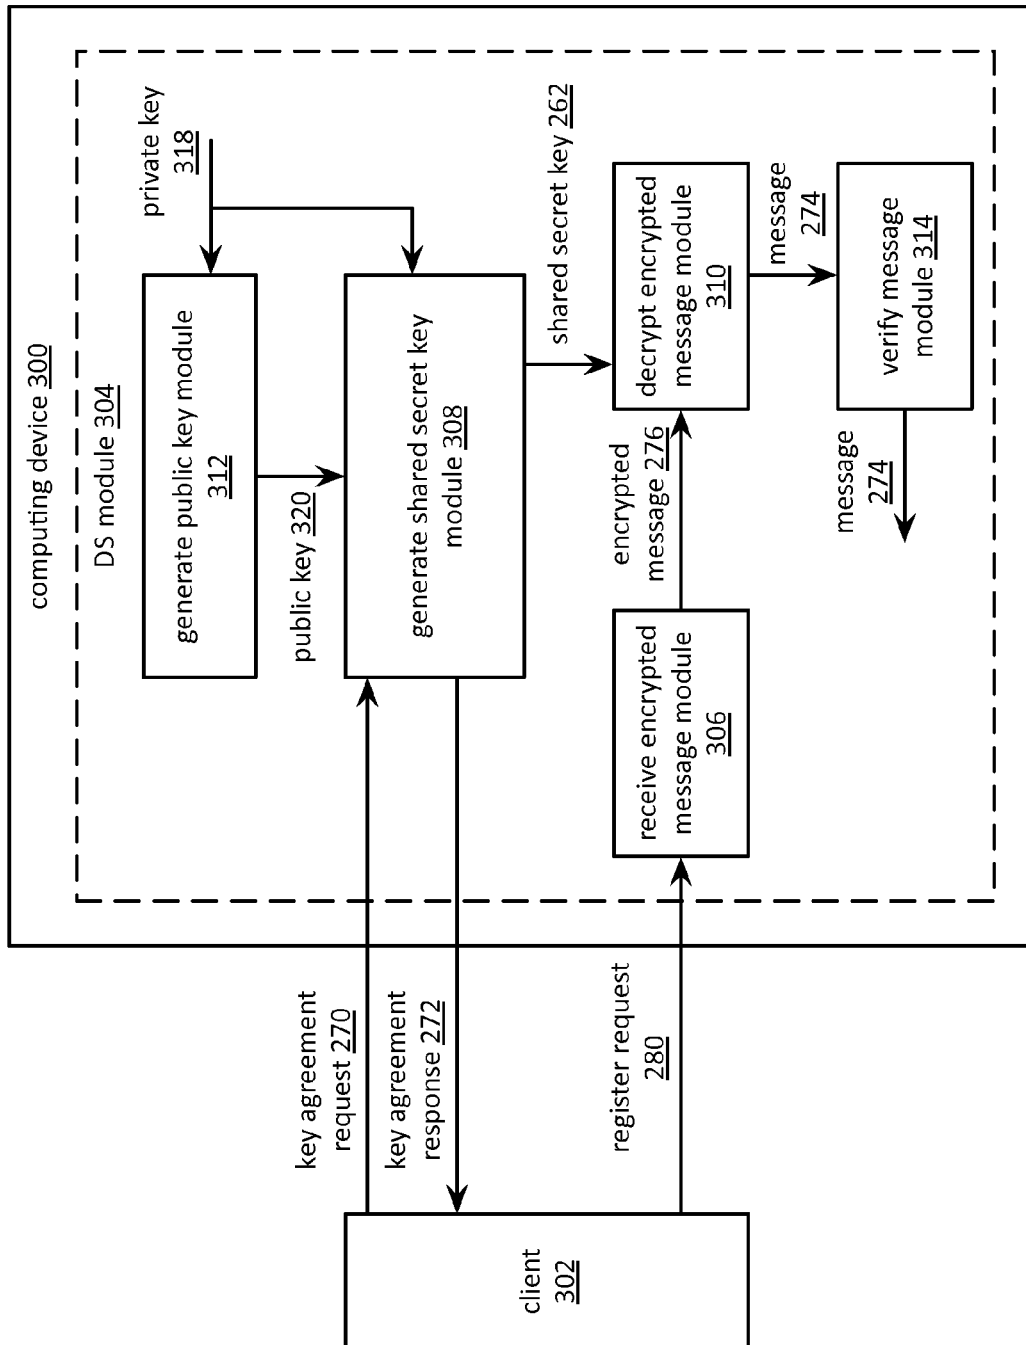 computing device 300
DS module 304
private key
318
generate public key module
312
public key 320
key agreement
request 270
generate shared secret key
module 308
key agreement
response 272
shared secret key 262
client
302
register request
280
receive encrypted
message module
306
encrypted
message 276
decrypt encrypted
message module
310
message
274
verify message
module 314
message
274